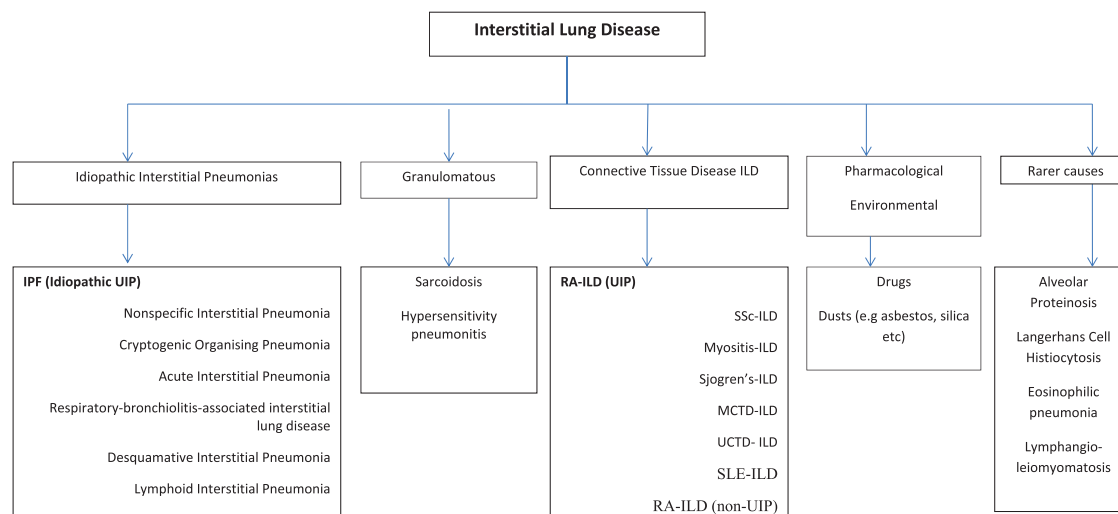 Interstitial Lung Disease
Idiopathic Interstitial Pneumonias
Granulomatous
Connective Tissue Disease ILD
Pharmacological
Environmental
Rarer causes
IPF (Idiopathic UIP)
Nonspecific Interstitial Pneumonia
Cryptogenic Organising Pneumonia
Acute Interstitial Pneumonia
Respiratory-bronchiolitis-associated interstitial
lung disease
Desquamative Interstitial Pneumonia
Lymphoid Interstitial Pneumonia
Sarcoidosis
Hypersensitivity
pneumonitis
RA-ILD (UIP)
SSc-ILD
Myositis-ILD
Sjogren’s-ILD
MCTD-ILD
UCTD- ILD
SLE-ILD
RA-ILD (non-UIP)
Drugs
Dusts (e.g asbestos, silica
etc)
Alveolar
Proteinosis
Langerhans Cell
Histiocytosis
Eosinophilic
pneumonia
Lymphangio-
leiomyomatosis